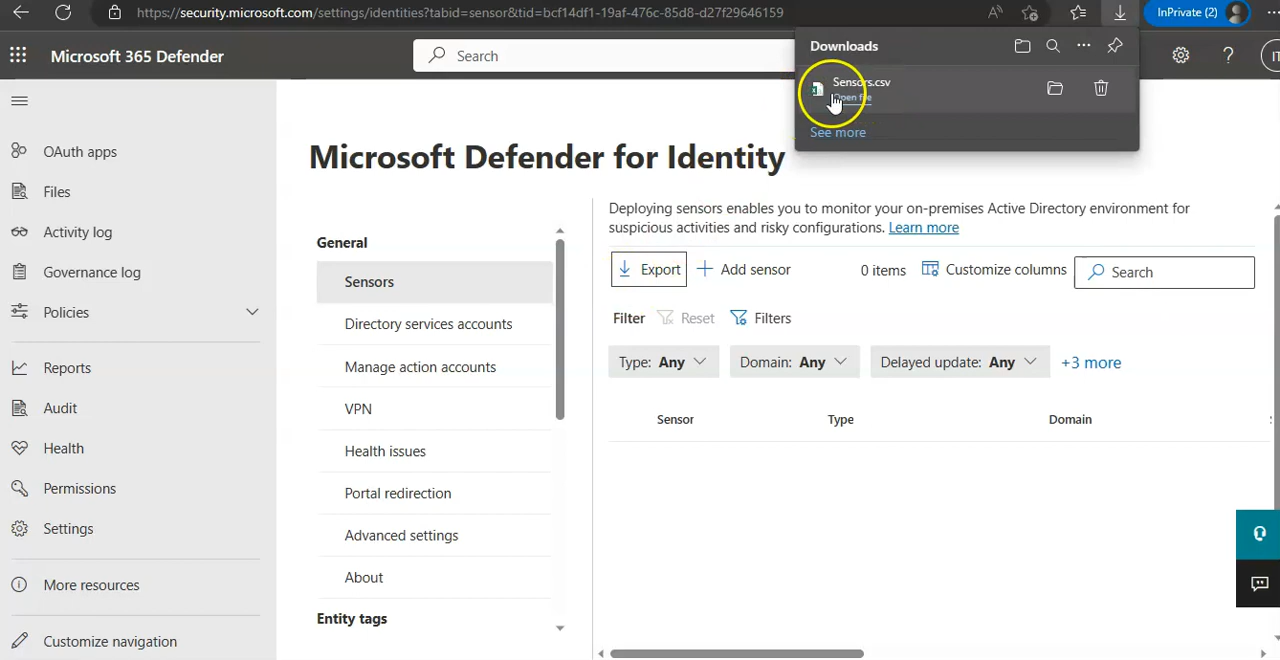 https://security.microsoft.com/settings/identities?tabid=sensor&tid=bcf14df1-19af-476c-85d8-d27f29646159
InPrivate (2)
Microsoft 365 Defender
Search
Downloads
Sensors.csv
Open file
See more
OAuth apps
Files
Activity log
Governance log
Policies
Reports
Audit
Health
Permissions
Settings
More resources
Customize navigation
Microsoft Defender for Identity
General
Sensors
Directory services accounts
Manage action accounts
VPN
Health issues
Portal redirection
Advanced settings
About
Entity tags
Deploying sensors enables you to monitor your on-premises Active Directory environment for
suspicious activities and risky configurations. Learn more
Export
Add sensor
0 items
Customize columns
Search
Filter
Reset
Filters
Type: Any
Domain: Any
Delayed update: Any
+3 more
Sensor
Type
Domain